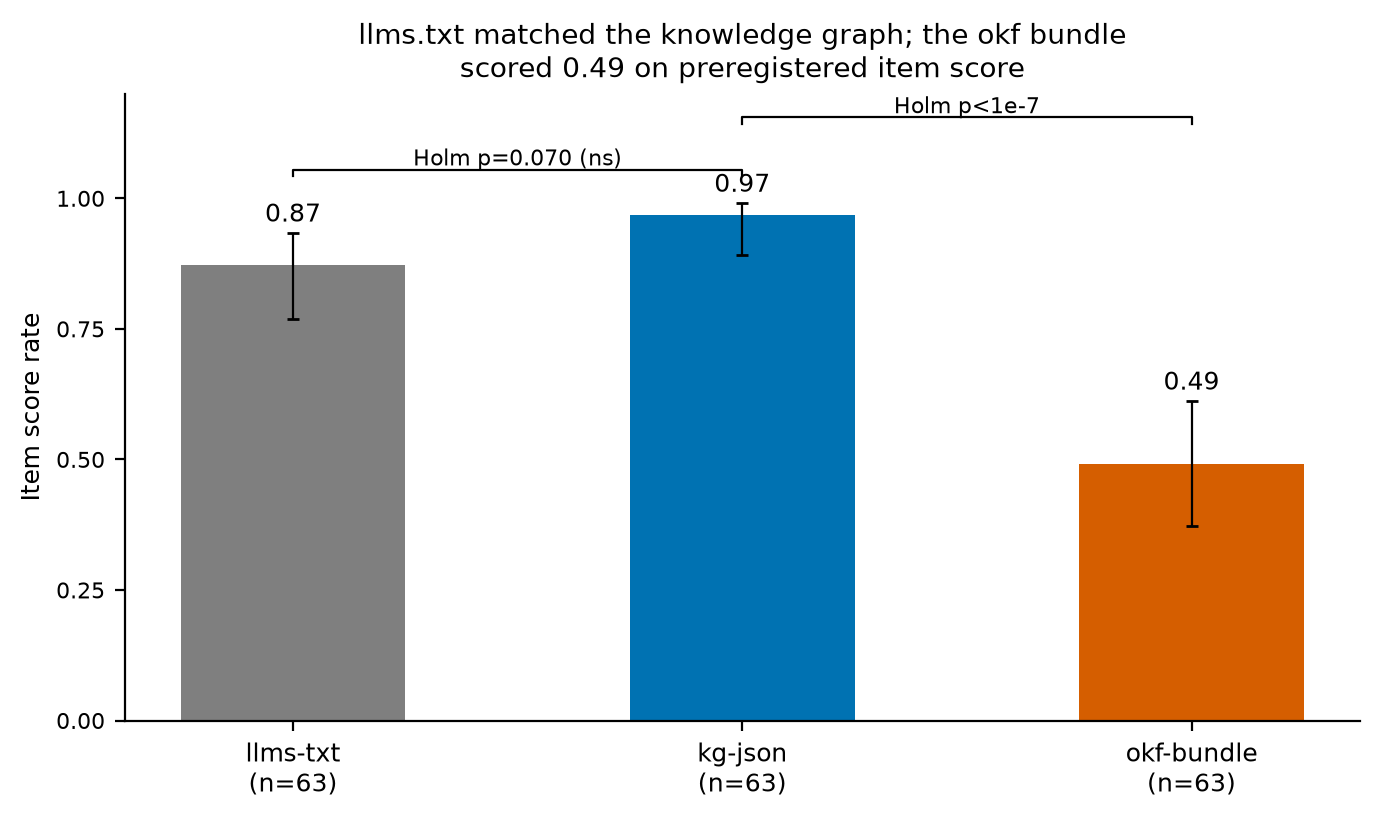 llms.txt matched the knowledge graph; the okf bundle
scored 0.49 on preregistered item score
Holm p<1e-7
Holm p=0.070 (ns)
0.87
0.97
0.49
Item score rate
1.00
0.75
0.50
0.25
0.00
llms-txt
(n=63)
kg-json
(n=63)
okf-bundle
(n=63)